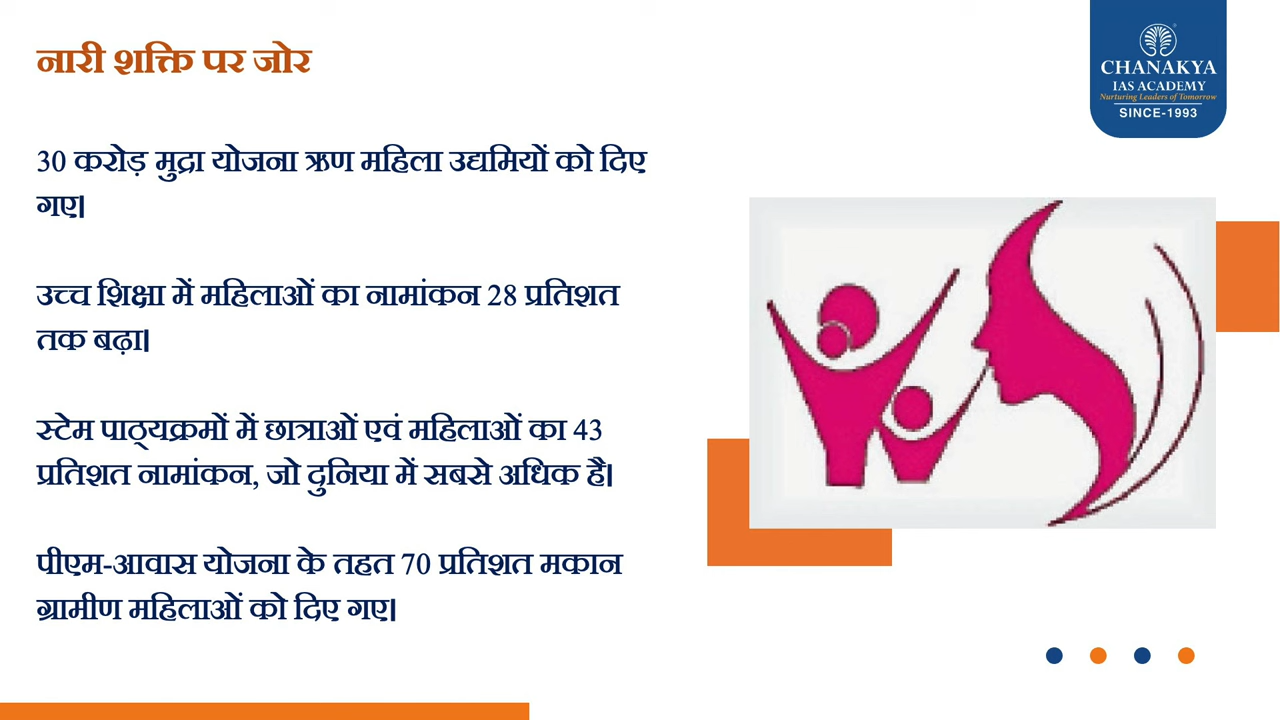 नारी शक्ति पर जोर
CHANAKYA
IAS ACADEMY
Nurturing Leaders of Tomorrow
SINCE-1993
30 करोड़ मुद्रा योजना ऋण महिला उद्यमियों को दिए
गए।
उच्च शिक्षा में महिलाओं का नामांकन 28 प्रतिशत
तक बढ़ा।
स्टेम पाठ्यक्रमों में छात्राओं एवं महिलाओं का 43
प्रतिशत नामांकन, जो दुनिया में सबसे अधिक है।
पीएम-आवास योजना के तहत 70 प्रतिशत मकान
ग्रामीण महिलाओं को दिए गए।